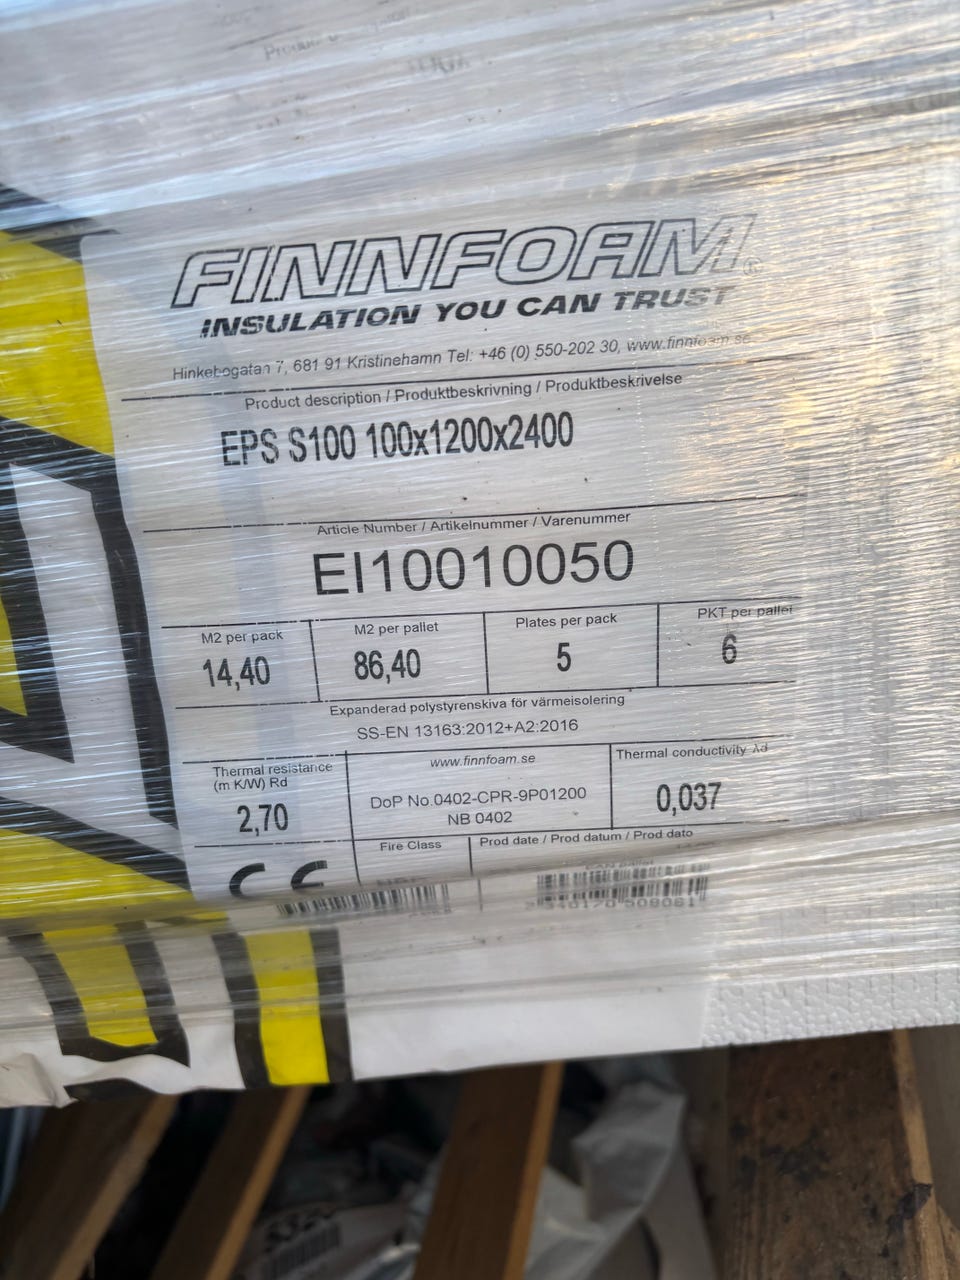 FINNFOAM®
INSULATION YOU CAN TRUST
Hinkebogatan 7, 681 91 Kristinehamn Tel: +46 (0) 550-202 30, www.finnfoam.se
Product description / Produktbeskrivning / Produktbeskrivelse
EPS S100 100x1200x2400
Article Number / Artikelnummer / Varenummer
EI10010050
M2 per pack M2 per pallet Plates per pack PKT per pallet
14,40 86,40 5 6
Expanderad polystyrenskiva för värmeisolering
SS-EN 13163:2012+A2:2016
Thermal resistance www.finnfoam.se Thermal conductivity λd
(m K/W) Rd
2,70 DoP No.0402-CPR-9P01200 0,037
NB 0402
Fire Class Prod date / Prod datum / Prod dato
CE